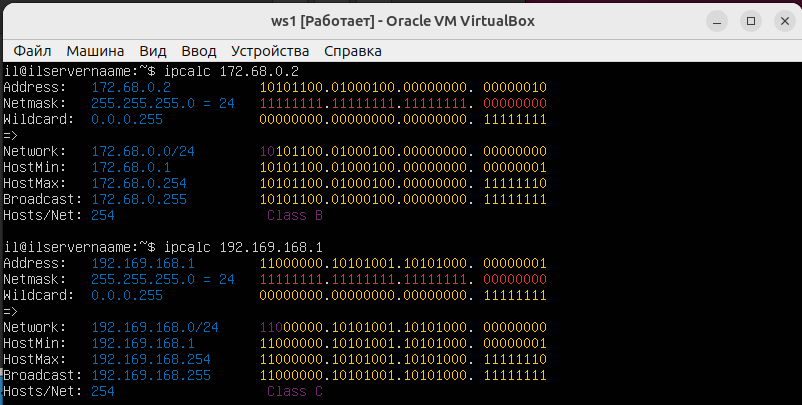 ws1 [Работает] - Oracle VM VirtualBox
Файл Машина Вид Ввод Устройства Справка
il@ilservernaame:~$ ipcalc 172.68.0.2
Address: 172.68.0.2 10101100.01000100.00000000. 00000010
Netmask: 255.255.255.0 = 24 11111111.11111111.11111111. 00000000
Wildcard: 0.0.0.255 00000000.00000000.00000000. 11111111
=>
Network: 172.68.0.0/24 10101100.01000100.00000000. 00000000
HostMin: 172.68.0.1 10101100.01000100.00000000. 00000001
HostMax: 172.68.0.254 10101100.01000100.00000000. 11111110
Broadcast: 172.68.0.255 10101100.01000100.00000000. 11111111
Hosts/Net: 254 Class B
il@ilservernaame:~$ ipcalc 192.169.168.1
Address: 192.169.168.1 11000000.10101001.10101000. 00000001
Netmask: 255.255.255.0 = 24 11111111.11111111.11111111. 00000000
Wildcard: 0.0.0.255 00000000.00000000.00000000. 11111111
=>
Network: 192.169.168.0/24 11000000.10101001.10101000. 00000000
HostMin: 192.169.168.1 11000000.10101001.10101000. 00000001
HostMax: 192.169.168.254 11000000.10101001.10101000. 11111110
Broadcast: 192.169.168.255 11000000.10101001.10101000. 11111111
Hosts/Net: 254 Class C